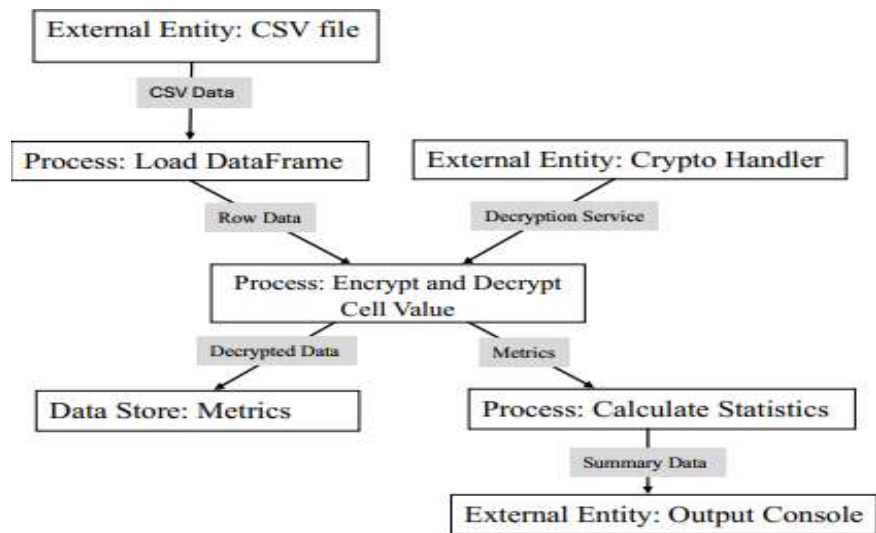 External Entity: CSV file
CSV Data
Process: Load DataFrame
External Entity: Crypto Handler
Row Data
Decryption Service
Process: Encrypt and Decrypt
Cell Value
Decrypted Data
Metrics
Data Store: Metrics
Process: Calculate Statistics
Summary Data
External Entity: Output Console